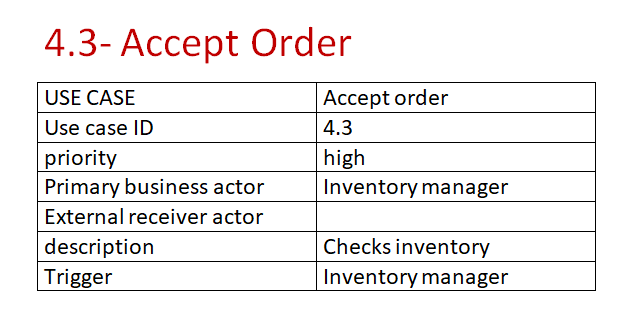 4.3- Accept Order
USE CASE Accept order
Use case ID 4.3
priority high
Primary business actor Inventory manager
External receiver actor
description Checks inventory
Trigger Inventory manager